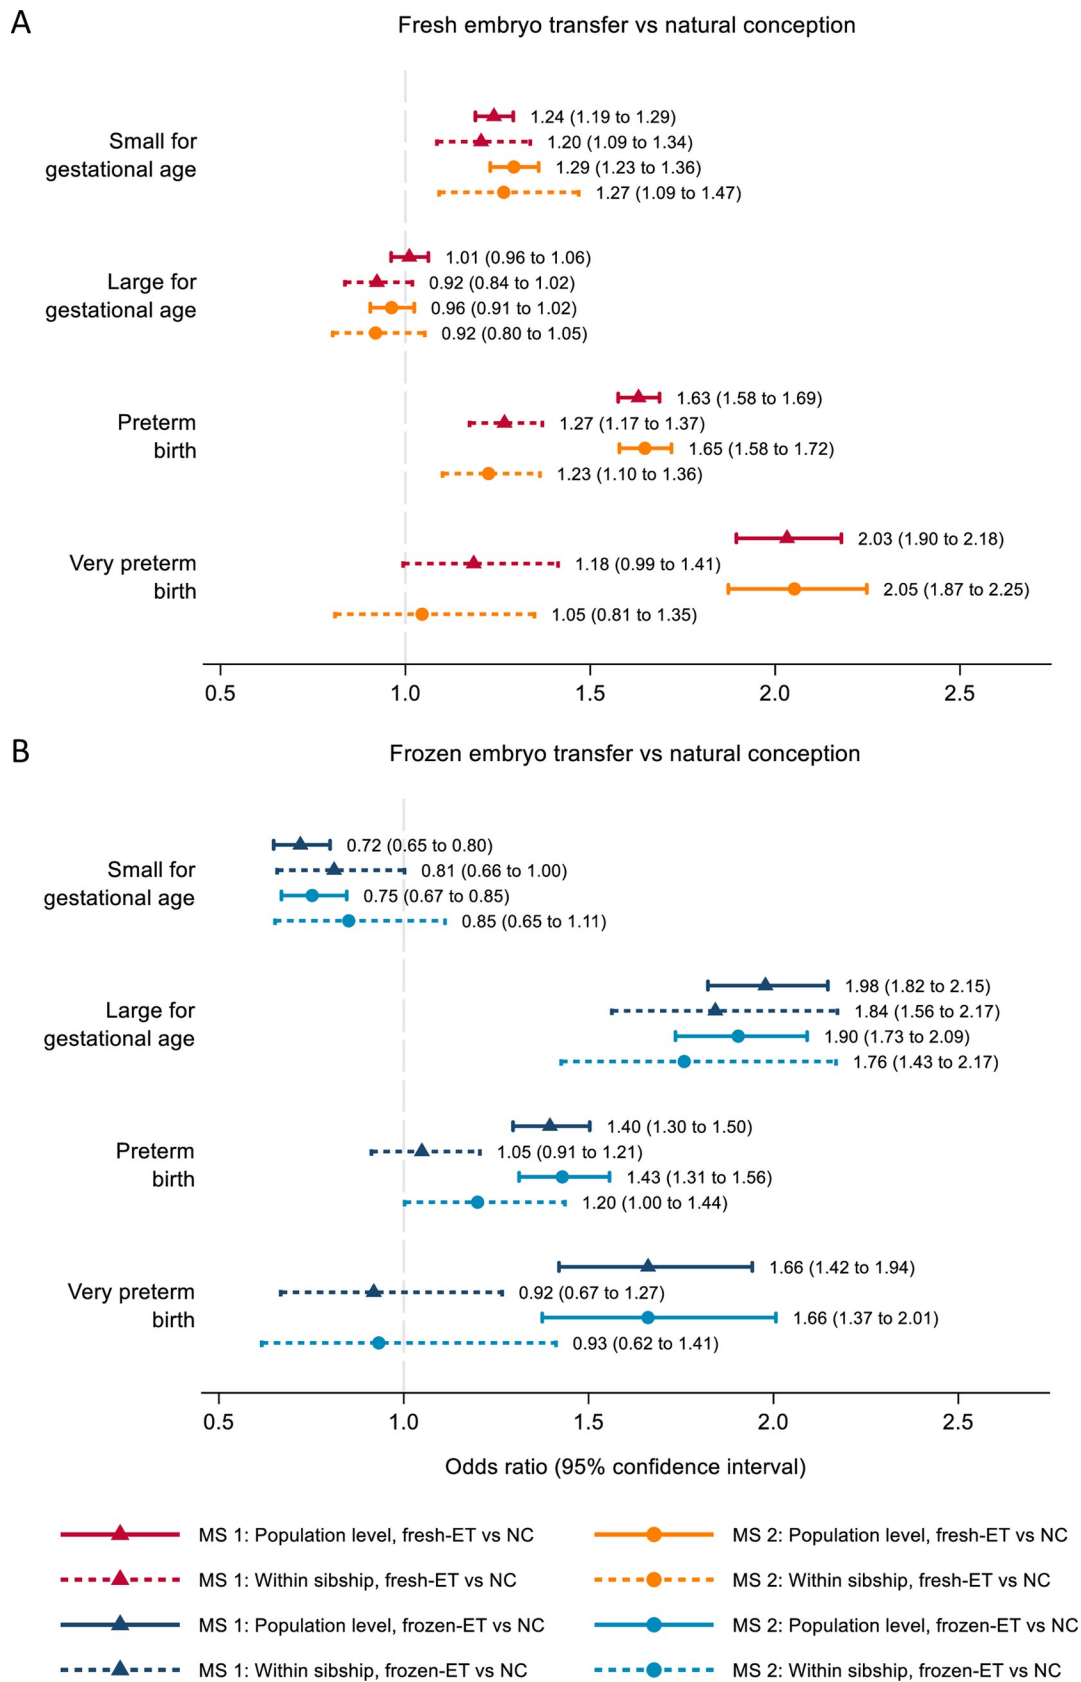 A
Fresh embryo transfer vs natural conception
Small for
gestational age
1.24 (1.19 to 1.29)
1.20 (1.09 to 1.34)
1.29 (1.23 to 1.36)
1.27 (1.09 to 1.47)
Large for
gestational age
1.01 (0.96 to 1.06)
0.92 (0.84 to 1.02)
0.96 (0.91 to 1.02)
0.92 (0.80 to 1.05)
Preterm
birth
1.63 (1.58 to 1.69)
1.27 (1.17 to 1.37)
1.65 (1.58 to 1.72)
1.23 (1.10 to 1.36)
Very preterm
birth
2.03 (1.90 to 2.18)
1.18 (0.99 to 1.41)
2.05 (1.87 to 2.25)
1.05 (0.81 to 1.35)
0.5 1.0 1.5 2.0 2.5
B
Frozen embryo transfer vs natural conception
Small for
gestational age
0.72 (0.65 to 0.80)
0.81 (0.66 to 1.00)
0.75 (0.67 to 0.85)
0.85 (0.65 to 1.11)
Large for
gestational age
1.98 (1.82 to 2.15)
1.84 (1.56 to 2.17)
1.90 (1.73 to 2.09)
1.76 (1.43 to 2.17)
Preterm
birth
1.40 (1.30 to 1.50)
1.05 (0.91 to 1.21)
1.43 (1.31 to 1.56)
1.20 (1.00 to 1.44)
Very preterm
birth
1.66 (1.42 to 1.94)
0.92 (0.67 to 1.27)
1.66 (1.37 to 2.01)
0.93 (0.62 to 1.41)
0.5 1.0 1.5 2.0 2.5
Odds ratio (95% confidence interval)
MS 1: Population level, fresh-ET vs NC
MS 1: Within sibship, fresh-ET vs NC
MS 1: Population level, frozen-ET vs NC
MS 1: Within sibship, frozen-ET vs NC
MS 2: Population level, fresh-ET vs NC
MS 2: Within sibship, fresh-ET vs NC
MS 2: Population level, frozen-ET vs NC
MS 2: Within sibship, frozen-ET vs NC